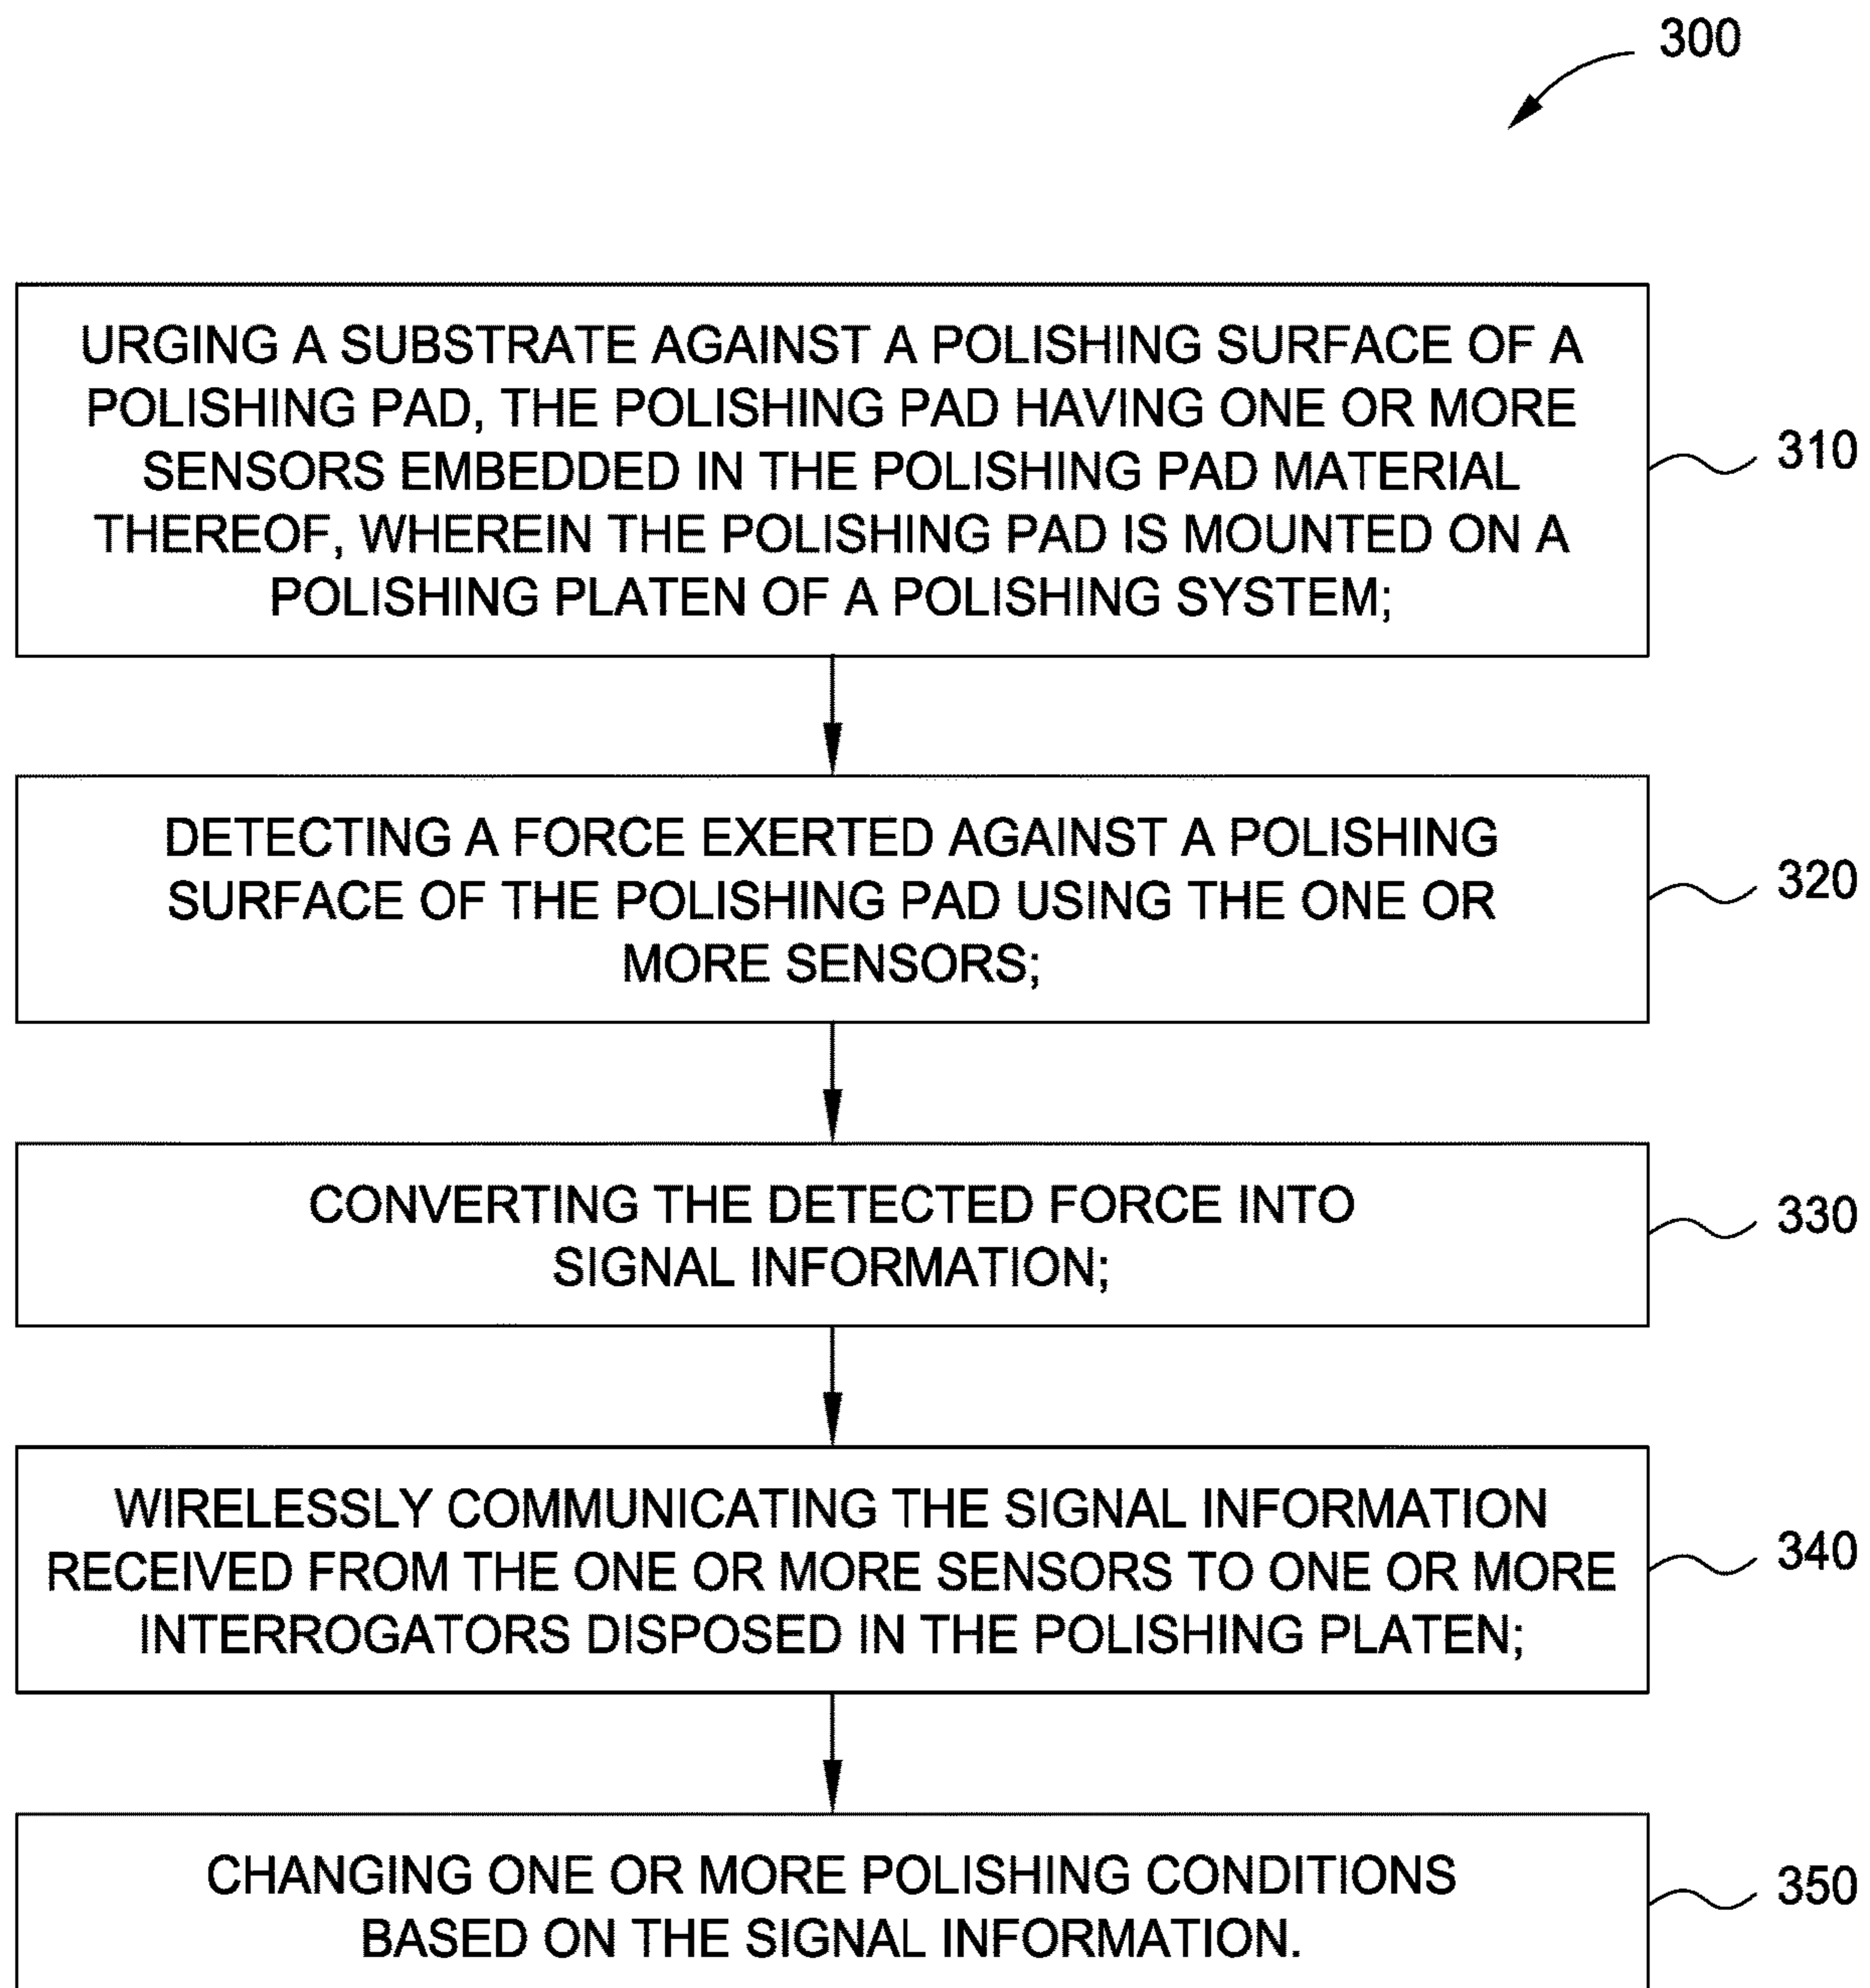 300
URGING A SUBSTRATE AGAINST A POLISHING SURFACE OF A
POLISHING PAD, THE POLISHING PAD HAVING ONE OR MORE
SENSORS EMBEDDED IN THE POLISHING PAD MATERIAL
THEREOF, WHEREIN THE POLISHING PAD IS MOUNTED ON A
POLISHING PLATEN OF A POLISHING SYSTEM;
310
DETECTING A FORCE EXERTED AGAINST A POLISHING
SURFACE OF THE POLISHING PAD USING THE ONE OR
MORE SENSORS;
320
CONVERTING THE DETECTED FORCE INTO
SIGNAL INFORMATION;
330
WIRELESSLY COMMUNICATING THE SIGNAL INFORMATION
RECEIVED FROM THE ONE OR MORE SENSORS TO ONE OR MORE
INTERROGATORS DISPOSED IN THE POLISHING PLATEN;
340
CHANGING ONE OR MORE POLISHING CONDITIONS
BASED ON THE SIGNAL INFORMATION.
350